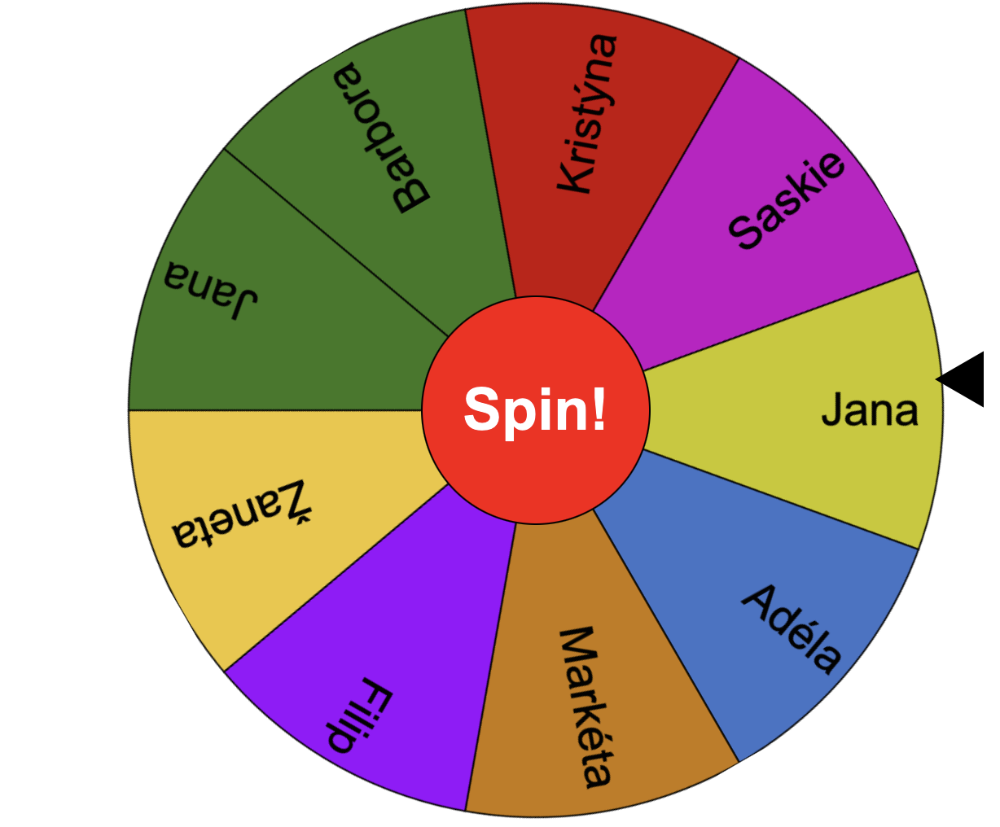 Kristýna
Saskie
Jana
Adéla
Markéta
Filip
Žaneta
Jana
Barbora
Spin!